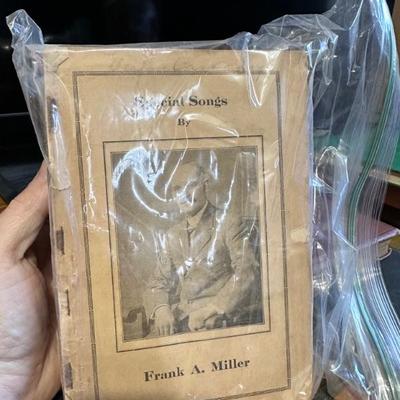 Special Songs
By
Frank A. Miller